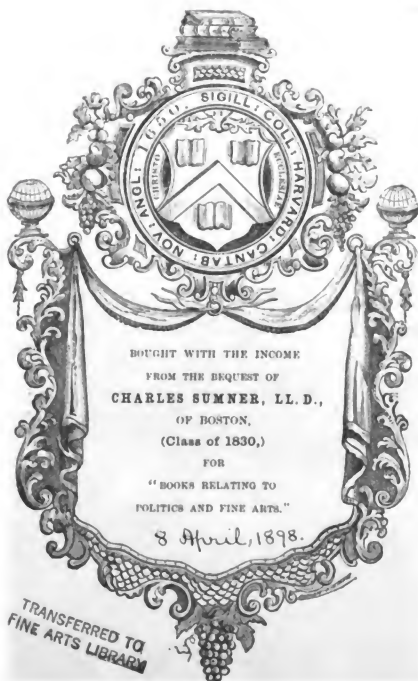 SIGILL: COLL: HARVARD: CANTAB: NOV: ANGL: 1650.
CHRISTO ECCLESIAE
BOUGHT WITH THE INCOME
FROM THE BEQUEST OF
CHARLES SUMNER, LL. D.,
OF BOSTON,
(Class of 1830,)
FOR
"BOOKS RELATING TO
POLITICS AND FINE ARTS."
8 April, 1898.
TRANSFERRED TO
FINE ARTS LIBRARY